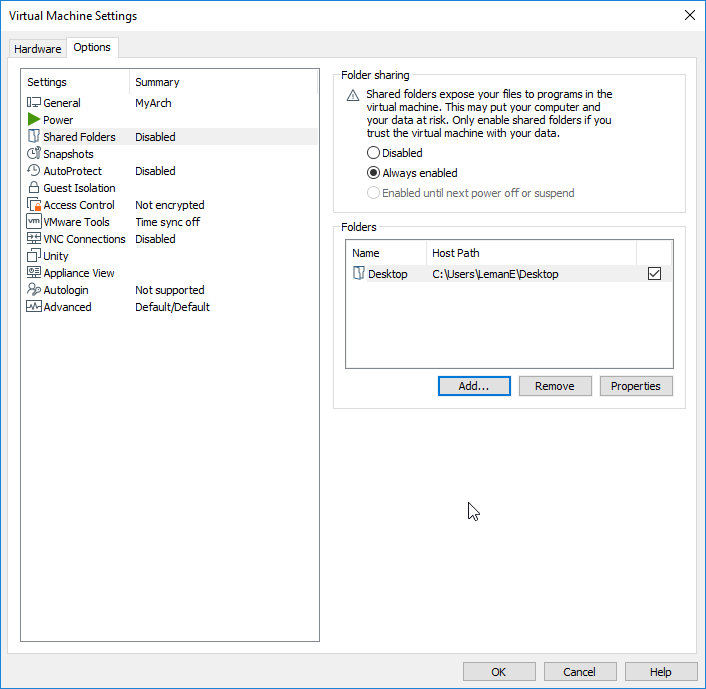 Virtual Machine Settings
Hardware Options
Settings Summary
General MyArch
Power
Shared Folders Disabled
Snapshots
AutoProtect Disabled
Guest Isolation
Access Control Not encrypted
vm VMware Tools Time sync off
VNC Connections Disabled
Unity
Appliance View
Autologin Not supported
Advanced Default/Default
Folder sharing
Shared folders expose your files to programs in the
virtual machine. This may put your computer and
your data at risk. Only enable shared folders if you
trust the virtual machine with your data.
Disabled
Always enabled
Enabled until next power off or suspend
Folders
Name Host Path
Desktop C:\Users\LemanE\Desktop
Add... Remove Properties
OK Cancel Help